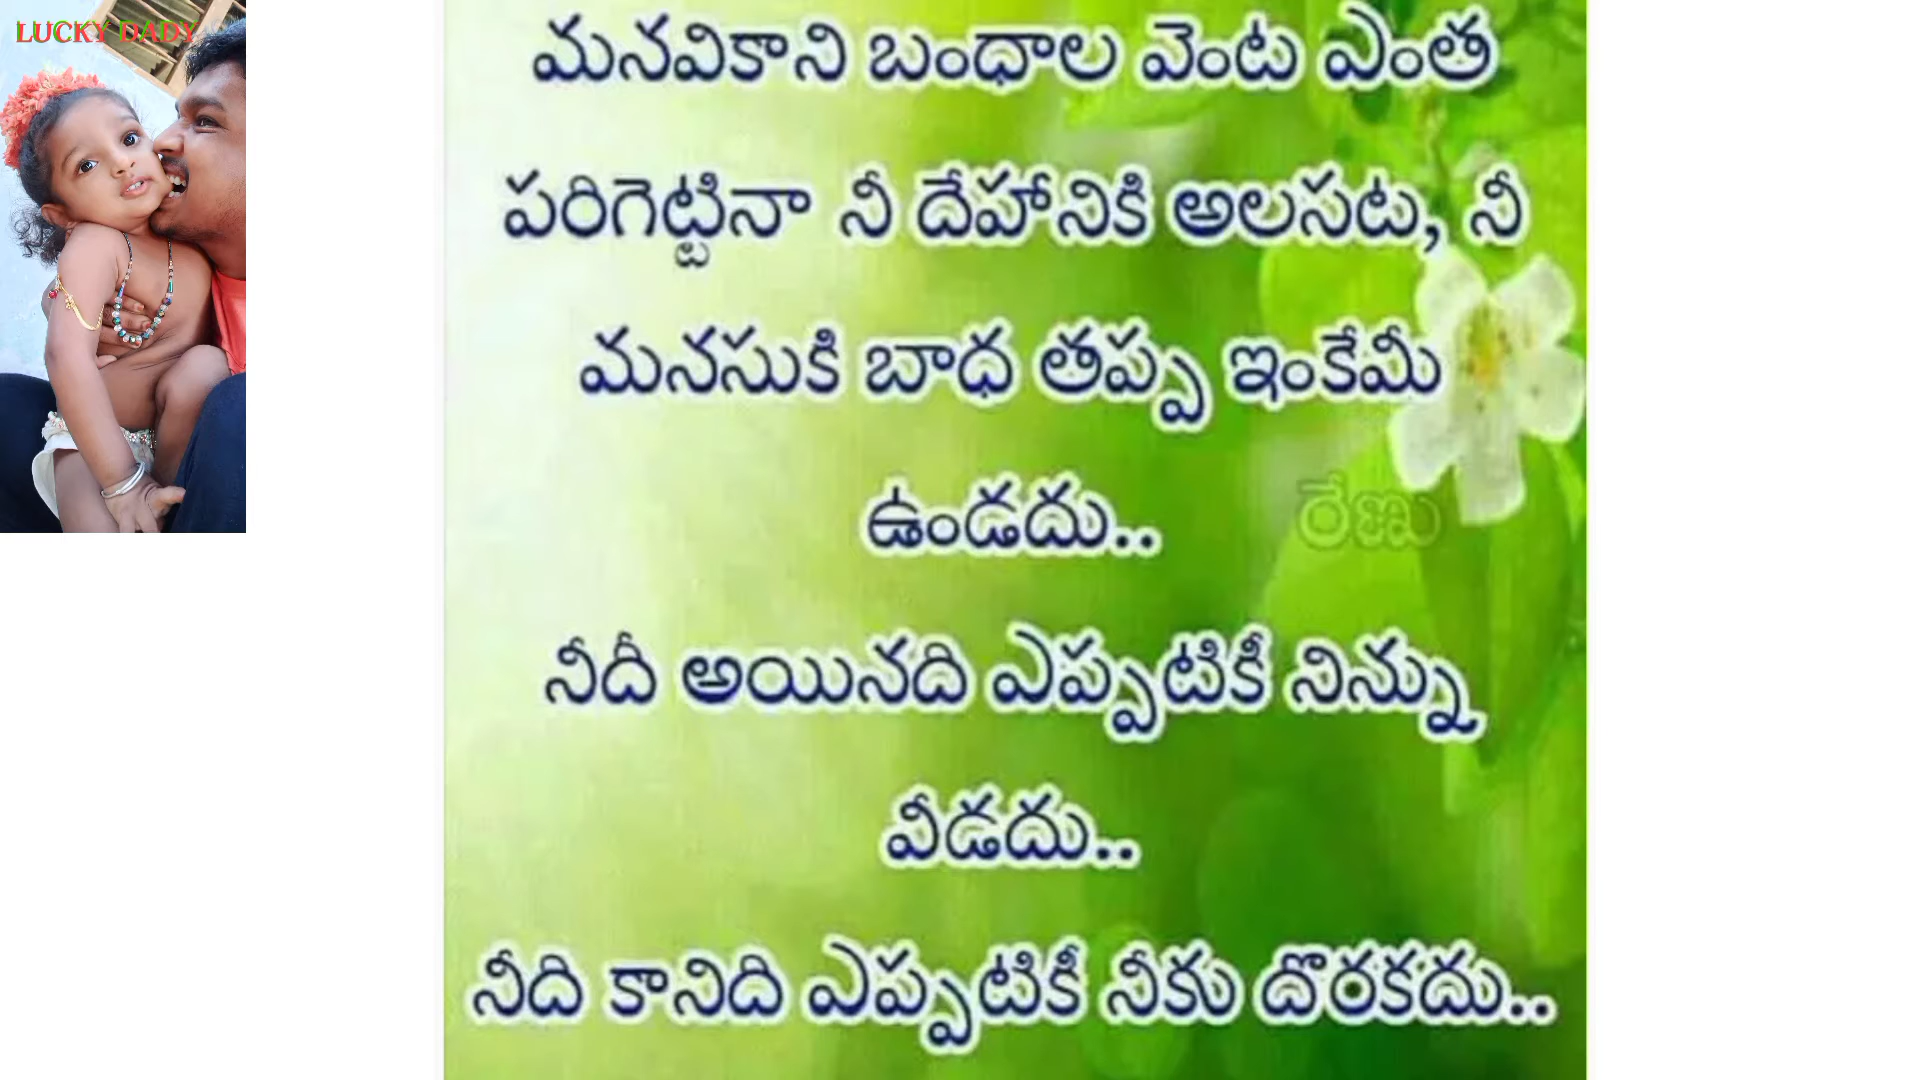 LUCKY DADY
మనవికాని బంధాల వెంట ఎంత
పరిగెట్టినా నీ దేహానికి అలసట, నీ
మనసుకి బాధ తప్ప ఇంకేమీ
ఉండదు..
రేణు
నీదీ అయినది ఎప్పటికీ నిన్ను
వీడదు..
నీది కానిది ఎప్పటికీ నీకు దొరకదు..